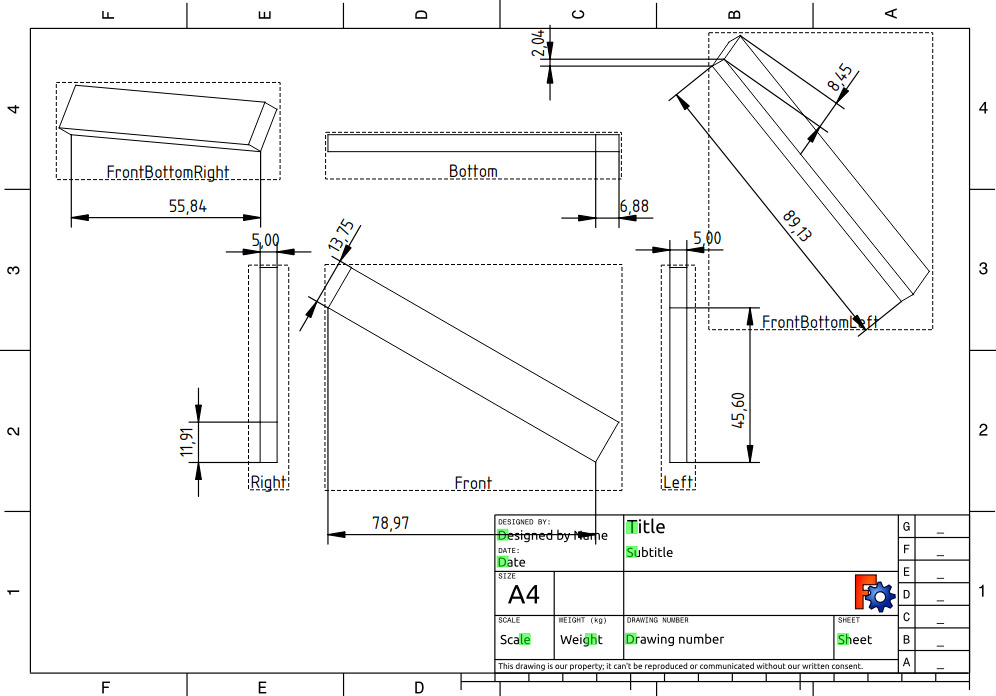 F E D C B A
4 4
2,04
8,45
FrontBottomRight
Bottom
55,84
6,88
89,13
5,00
13,75
5,00
3 3
FrontBottomLeft
45,60
11,91
2 2
Right
Front
Left
78,97
DESIGNED BY:
Designed by Name
Title
G _
DATE:
Date
Subtitle
F _
SIZE
A4
E _
D _
1 1
SCALE
Scale
WEIGHT (kg)
Weight
DRAWING NUMBER
Drawing number
SHEET
Sheet
C _
B _
This drawing is our property; it can't be reproduced or communicated without our written consent.
A _
F E D